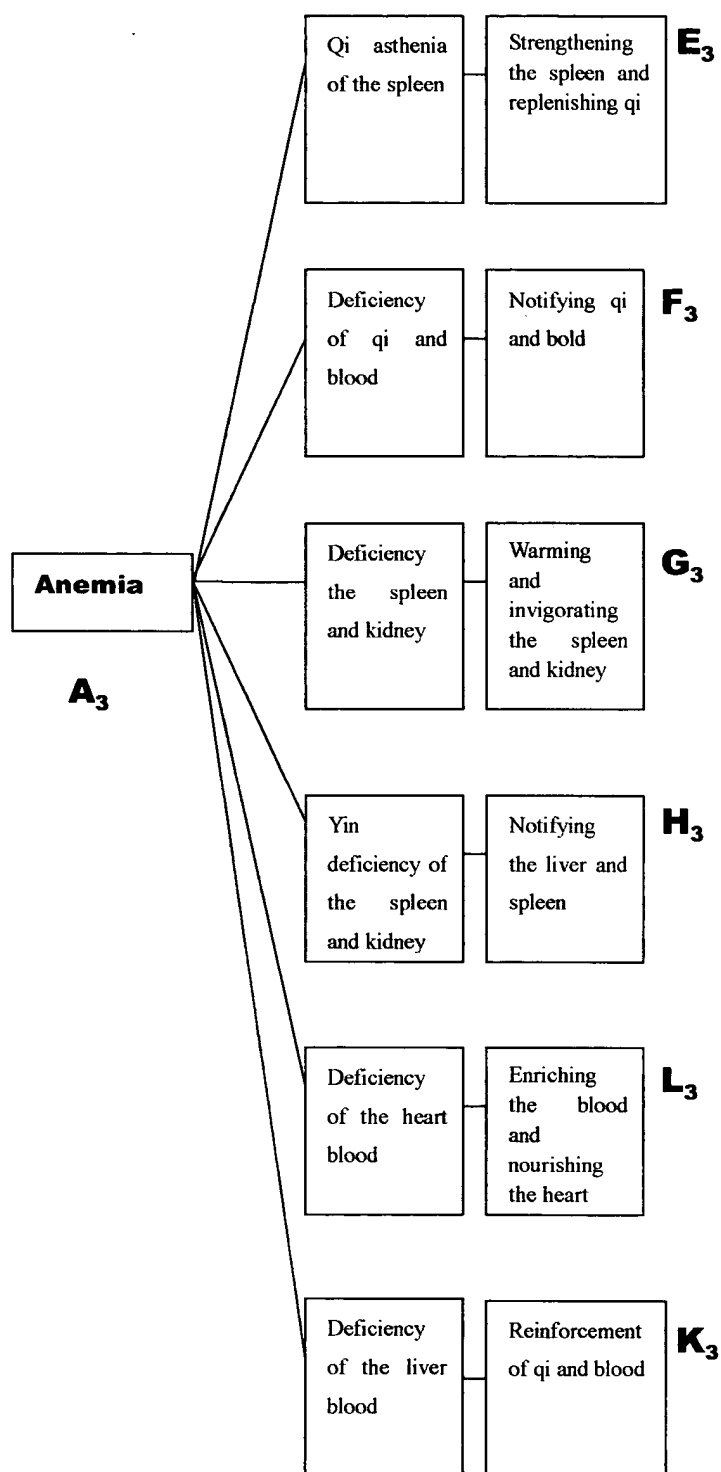 Qi asthenia
of the spleen
Strengthening
the spleen and
replenishing qi
E3
Deficiency
of qi and
blood
Notifying qi
and bold
F3
Anemia
A3
Deficiency
the spleen
and kidney
Warming
and
invigorating
the spleen
and kidney
G3
Yin
deficiency of
the spleen
and kidney
Notifying
the liver and
spleen
H3
Deficiency
of the heart
blood
Enriching
the blood
and
nourishing
the heart
L3
Deficiency
of the liver
blood
Reinforcement
of qi and blood
K3